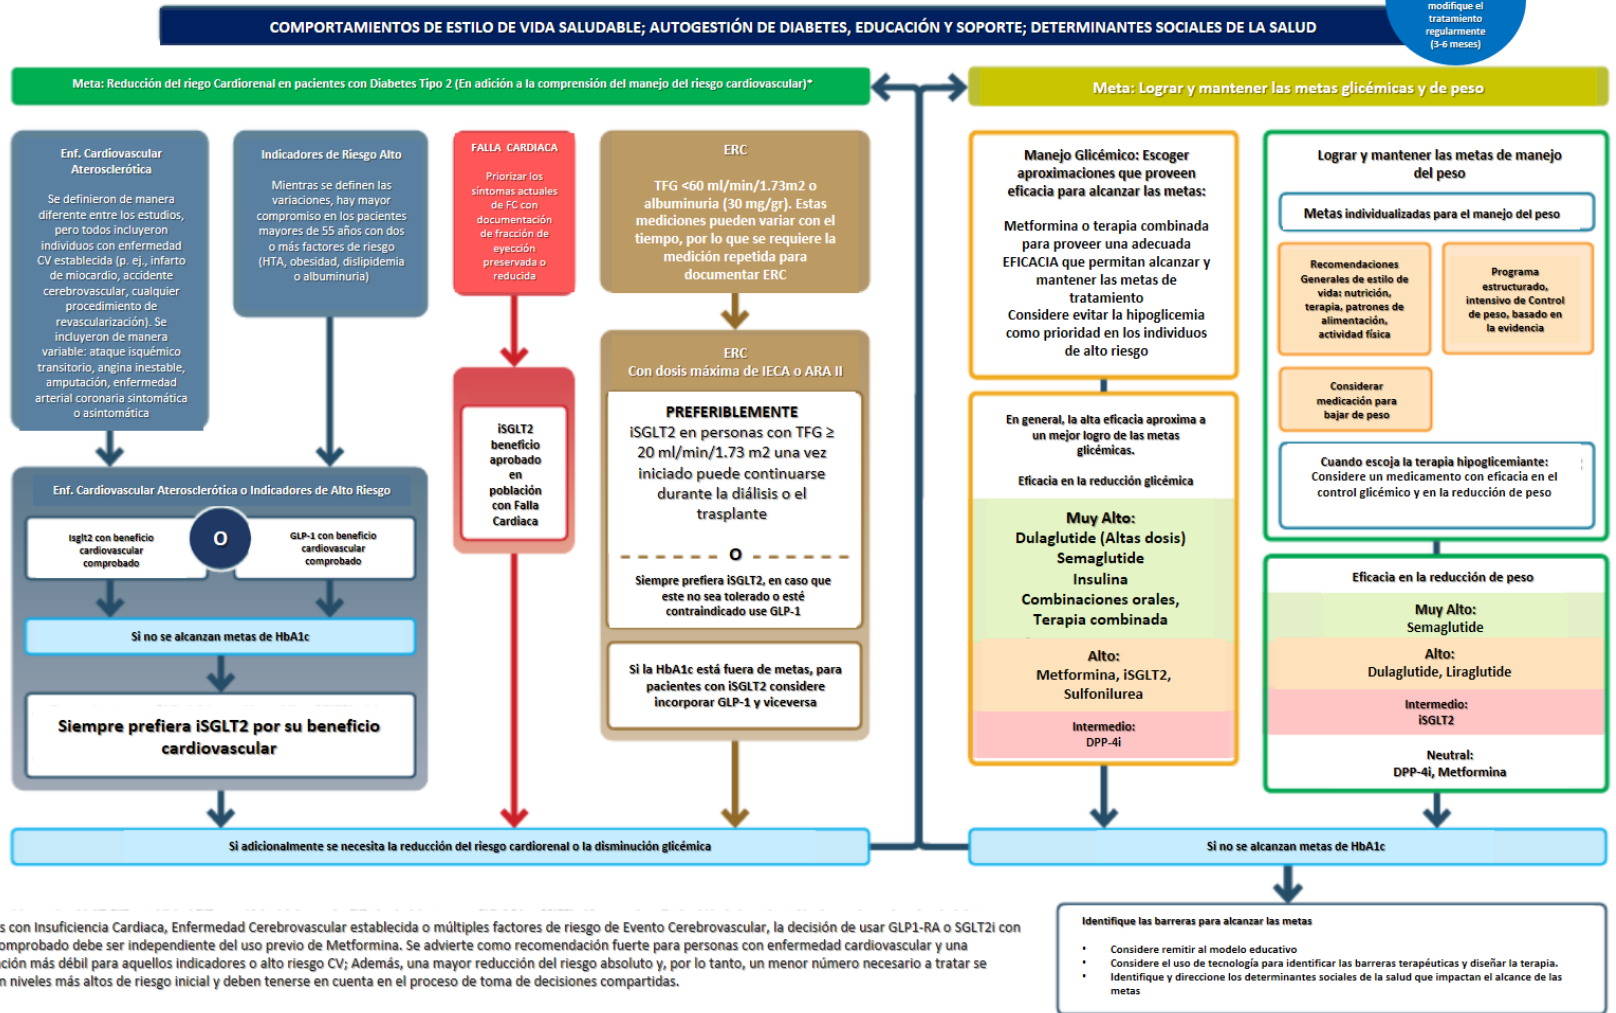 modifique el
tratamiento
regularmente
(3-6 meses)
COMPORTAMIENTOS DE ESTILO DE VIDA SALUDABLE; AUTOGESTIÓN DE DIABETES, EDUCACIÓN Y SOPORTE; DETERMINANTES SOCIALES DE LA SALUD
Meta: Reducción del riego Cardiorenal en pacientes con Diabetes Tipo 2 (En adición a la comprensión del manejo del riesgo cardiovascular)*
Meta: Lograr y mantener las metas glicémicas y de peso
Enf. Cardiovascular
Aterosclerótica
Se definieron de manera
diferente entre los estudios,
pero todos incluyeron
individuos con enfermedad
CV establecida (p. ej., infarto
de miocardio, accidente
cerebrovascular, cualquier
procedimiento de
revascularización). Se
incluyeron de manera
variable: ataque isquémico
transitorio, angina inestable,
amputación, enfermedad
arterial coronaria sintomática
o asintomática
Indicadores de Riesgo Alto
Mientras se definen las
variaciones, hay mayor
compromiso en los pacientes
mayores de 55 años con dos
o más factores de riesgo
(HTA, obesidad, dislipidemia
o albuminuria)
FALLA CARDIACA
Priorizar los
síntomas actuales
de FC con
documentación
de fracción de
eyección
preservada o
reducida
ERC
TFG <60 ml/min/1.73m2 o
albuminuria (30 mg/gr). Estas
mediciones pueden variar con el
tiempo, por lo que se requiere la
medición repetida para
documentar ERC
Enf. Cardiovascular Aterosclerótica o Indicadores de Alto Riesgo
Isglt2 con beneficio
cardiovascular
comprobado
O
GLP-1 con beneficio
cardiovascular
comprobado
Si no se alcanzan metas de HbA1c
Siempre prefiera iSGLT2 por su beneficio
cardiovascular
iSGLT2
beneficio
aprobado
en
población
con Falla
Cardiaca
ERC
Con dosis máxima de IECA o ARA II
PREFERIBLEMENTE
iSGLT2 en personas con TFG ≥
20 ml/min/1.73 m2 una vez
iniciado puede continuarse
durante la diálisis o el
trasplante
O
Siempre prefiera iSGLT2, en caso que
este no sea tolerado o esté
contraindicado use GLP-1
Si la HbA1c está fuera de metas, para
pacientes con iSGLT2 considere
incorporar GLP-1 y viceversa
Si adicionalmente se necesita la reducción del riesgo cardiorenal o la disminución glicémica
Manejo Glicémico: Escoger
aproximaciones que proveen
eficacia para alcanzar las metas:
Metformina o terapia combinada
para proveer una adecuada
EFICACIA que permitan alcanzar y
mantener las metas de
tratamiento
Considere evitar la hipoglicemia
como prioridad en los individuos
de alto riesgo
En general, la alta eficacia aproxima a
un mejor logro de las metas
glicémicas.
Eficacia en la reducción glicémica
Muy Alto:
Dulaglutide (Altas dosis)
Semaglutide
Insulina
Combinaciones orales,
Terapia combinada
Alto:
Metformina, iSGLT2,
Sulfonilurea
Intermedio:
DPP-4i
Lograr y mantener las metas de manejo
del peso
Metas individualizadas para el manejo del peso
Recomendaciones
Generales de estilo de
vida: nutrición,
terapia, patrones de
alimentación,
actividad física
Programa
estructurado,
intensivo de Control
de peso, basado en
la evidencia
Considerar
medicación para
bajar de peso
Cuando escoja la terapia hipoglicemiante:
Considere un medicamento con eficacia en el
control glicémico y en la reducción de peso
Eficacia en la reducción de peso
Muy Alto:
Semaglutide
Alto:
Dulaglutide, Liraglutide
Intermedio:
iSGLT2
Neutral:
DPP-4i, Metformina
Si no se alcanzan metas de HbA1c
Identifique las barreras para alcanzar las metas
• Considere remitir al modelo educativo
• Considere el uso de tecnología para identificar las barreras terapéuticas y diseñar la terapia.
• Identifique y direccione los determinantes sociales de la salud que impactan el alcance de las
metas
s con Insuficiencia Cardiaca, Enfermedad Cerebrovascular establecida o múltiples factores de riesgo de Evento Cerebrovascular, la decisión de usar GLP1-RA o SGLT2i con
omprobado debe ser independiente del uso previo de Metformina. Se advierte como recomendación fuerte para personas con enfermedad cardiovascular y una
ación más débil para aquellos indicadores o alto riesgo CV; Además, una mayor reducción del riesgo absoluto y, por lo tanto, un menor número necesario a tratar se
n niveles más altos de riesgo inicial y deben tenerse en cuenta en el proceso de toma de decisiones compartidas.